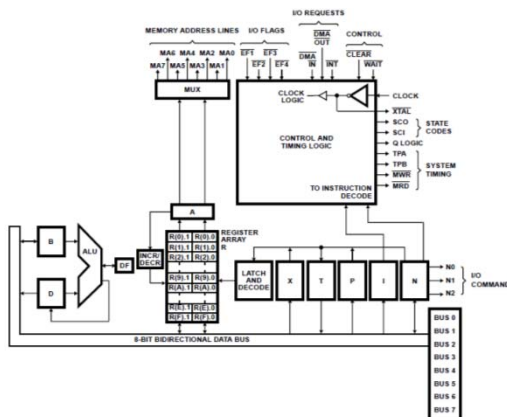 MEMORY ADDRESS LINES
MA6 MA4 MA2 MA0
MA7 MA5 MA3 MA1
MUX
I/O FLAGS
EF1 EF3
EF2 EF4
I/O REQUESTS
DMA OUT
DMA IN
INT
CONTROL
CLEAR
WAIT
CLOCK LOGIC
CLOCK
XTAL
SCO
SCI
STATE CODES
Q LOGIC
TPA
TPB
MWR
MRD
SYSTEM TIMING
CONTROL AND TIMING LOGIC
TO INSTRUCTION DECODE
A
REGISTER ARRAY R
R(0).1 R(0).0
R(1).1 R(1).0
R(2).1 R(2).0
R(9).1 R(9).0
R(A).1 R(A).0
R(E).1 R(E).0
R(F).1 R(F).0
INCR/
DECR
B
ALU
D
DF
LATCH AND DECODE
X
T
P
I
N
N0
N1
N2
I/O COMMAND
8-BIT BIDIRECTIONAL DATA BUS
BUS 0
BUS 1
BUS 2
BUS 3
BUS 4
BUS 5
BUS 6
BUS 7